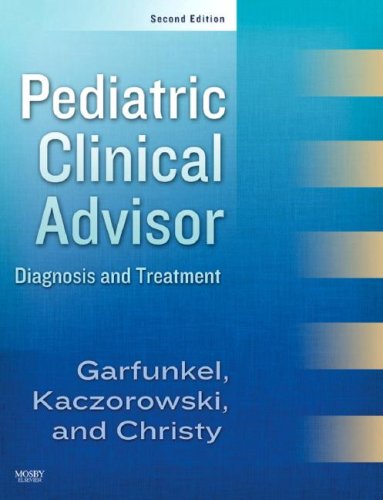 Second Edition
Pediatric
Clinical
Advisor
Diagnosis and Treatment
Garfunkel,
Kaczorowski,
and Christy
MOSBY
ELSEVIER